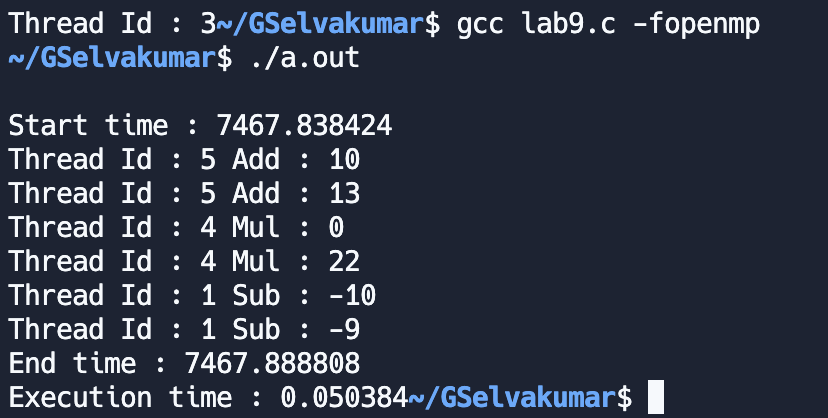 Thread Id : 3~/GSelvakumar$ gcc lab9.c -fopenmp
~/GSelvakumar$ ./a.out
Start time : 7467.838424
Thread Id : 5 Add : 10
Thread Id : 5 Add : 13
Thread Id : 4 Mul : 0
Thread Id : 4 Mul : 22
Thread Id : 1 Sub : -10
Thread Id : 1 Sub : -9
End time : 7467.888808
Execution time : 0.050384~/GSelvakumar$